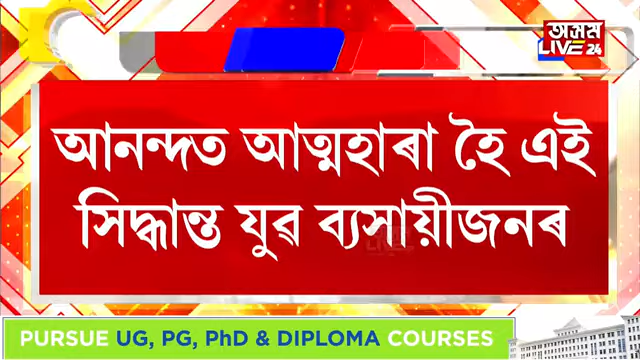 অসম
LIVE 24
আনন্দত আত্মহাৰা হৈ এই
সিদ্ধান্ত যুৱ ব্যসায়ীজনৰ
PURSUE UG, PG, PhD & DIPLOMA COURSES